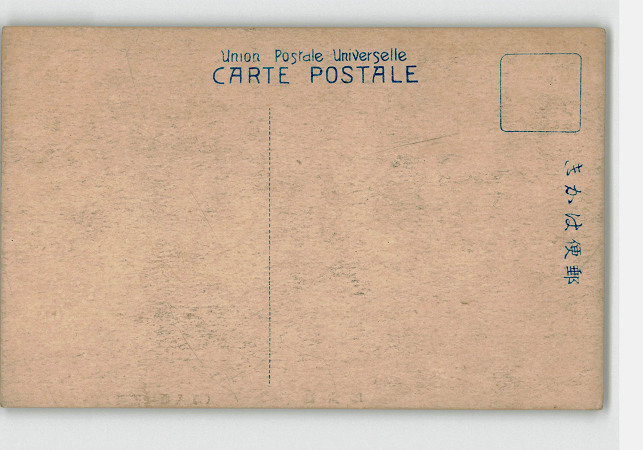 Union Postale Universelle
CARTE POSTALE
きかは便郵